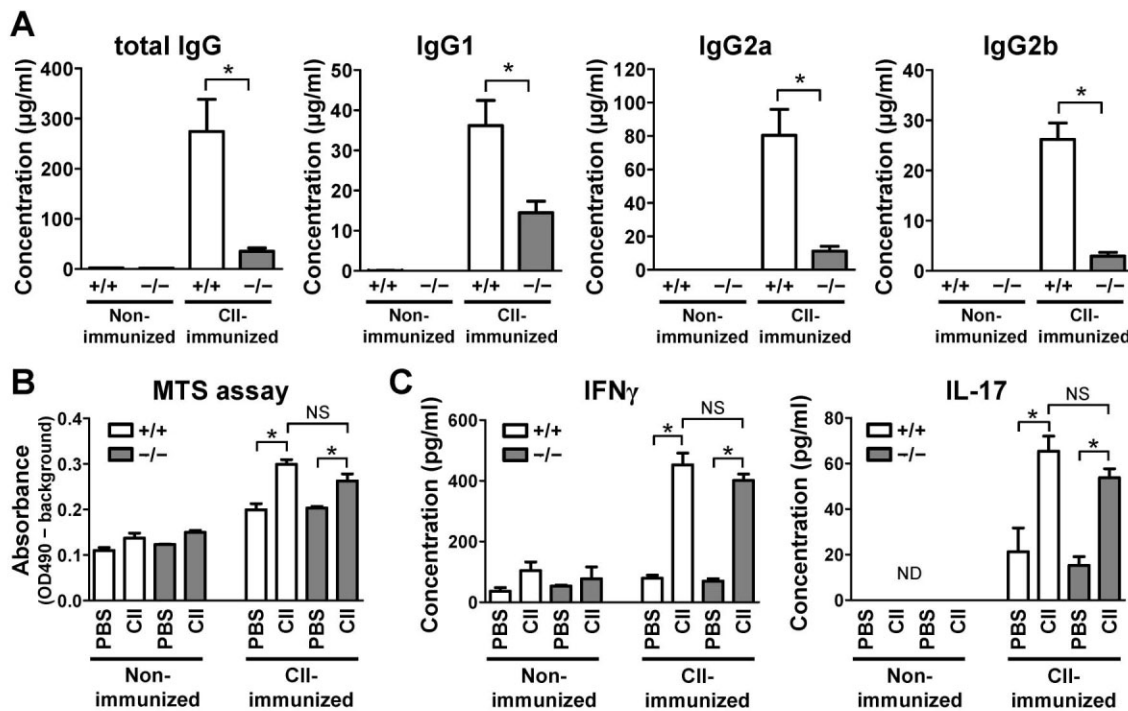 A
total IgG
Concentration (μg/ml)
400
300
200
100
0
*
+/+ −/− +/+ −/−
Non-
immunized
CII-
immunized
IgG1
Concentration (μg/ml)
50
40
30
20
10
0
*
+/+ −/− +/+ −/−
Non-
immunized
CII-
immunized
IgG2a
Concentration (μg/ml)
120
100
80
60
40
20
0
*
+/+ −/− +/+ −/−
Non-
immunized
CII-
immunized
IgG2b
Concentration (μg/ml)
40
30
20
10
0
*
+/+ −/− +/+ −/−
Non-
immunized
CII-
immunized
B
MTS assay
Absorbance
(OD490 − background)
0.4
0.3
0.2
0.1
0.0
+/+
−/−
*
NS
*
PBS CII PBS CII PBS CII PBS CII
Non-
immunized
CII-
immunized
C
IFNγ
Concentration (pg/ml)
600
400
200
0
+/+
−/−
*
NS
*
PBS CII PBS CII PBS CII PBS CII
Non-
immunized
CII-
immunized
IL-17
Concentration (pg/ml)
80
60
40
20
0
+/+
−/−
ND
*
NS
*
PBS CII PBS CII PBS CII PBS CII
Non-
immunized
CII-
immunized